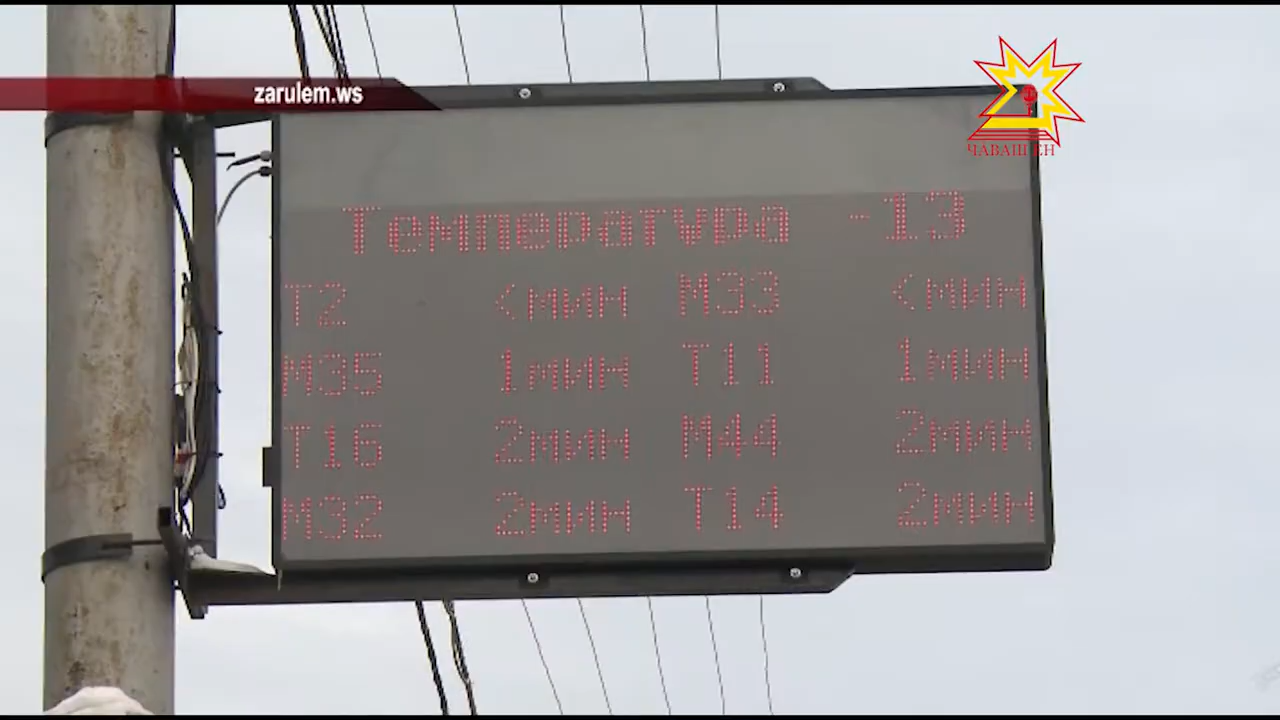 zarulem.ws
ЧАВАШ ЕН
Температура -13
Т2 <мин М33 <мин
М35 1мин Т11 1мин
Т16 2мин М44 2мин
М32 2мин Т14 2мин